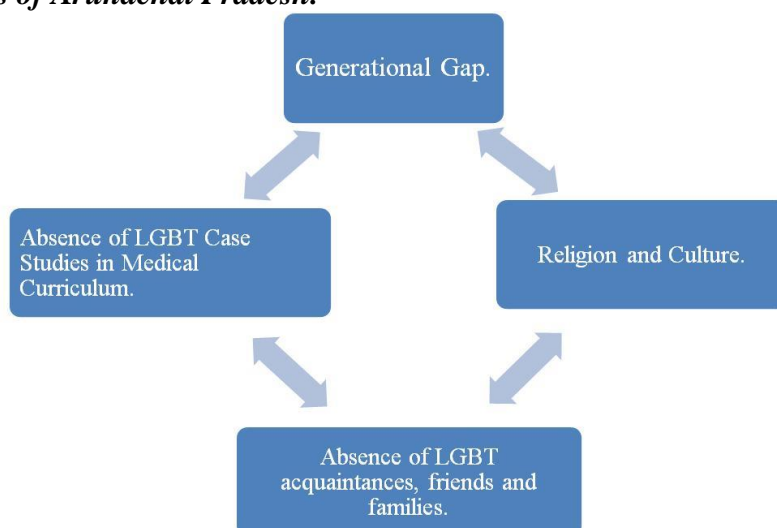 of Arunachal Pradesh.
Generational Gap.
Absence of LGBT Case
Studies in Medical
Curriculum.
Religion and Culture.
Absence of LGBT
acquaintances, friends and
families.